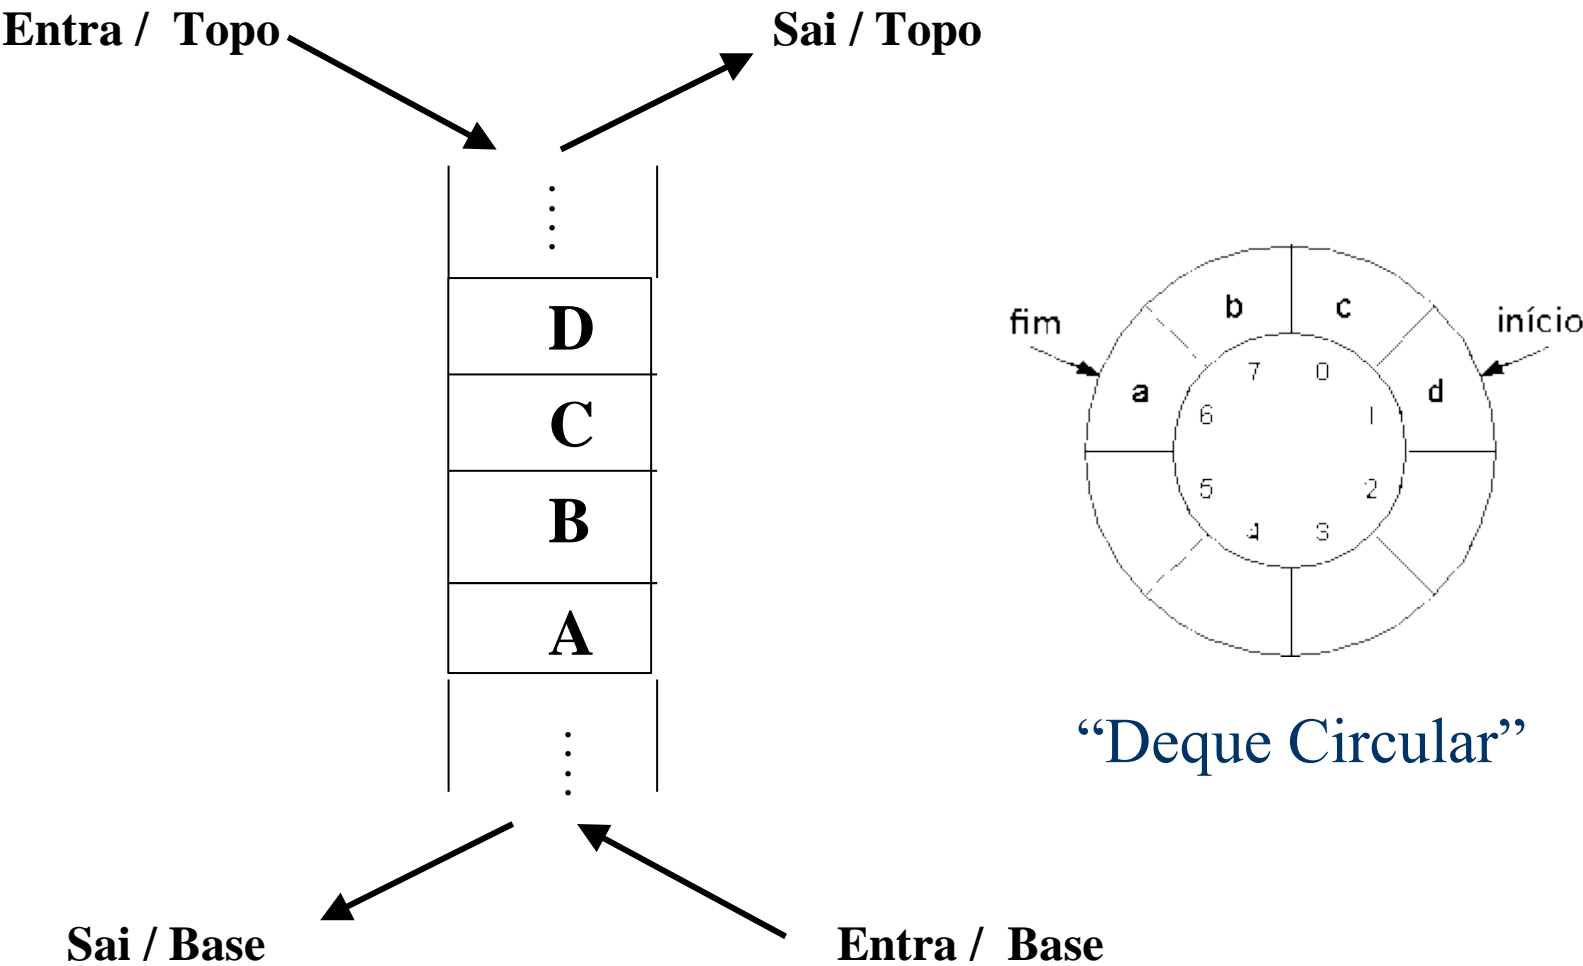 Entra / Topo
Sai / Topo
D
C
B
A
Sai / Base
Entra / Base
fim
início
b
c
a
d
7
0
6
1
5
2
4
3
“Deque Circular”